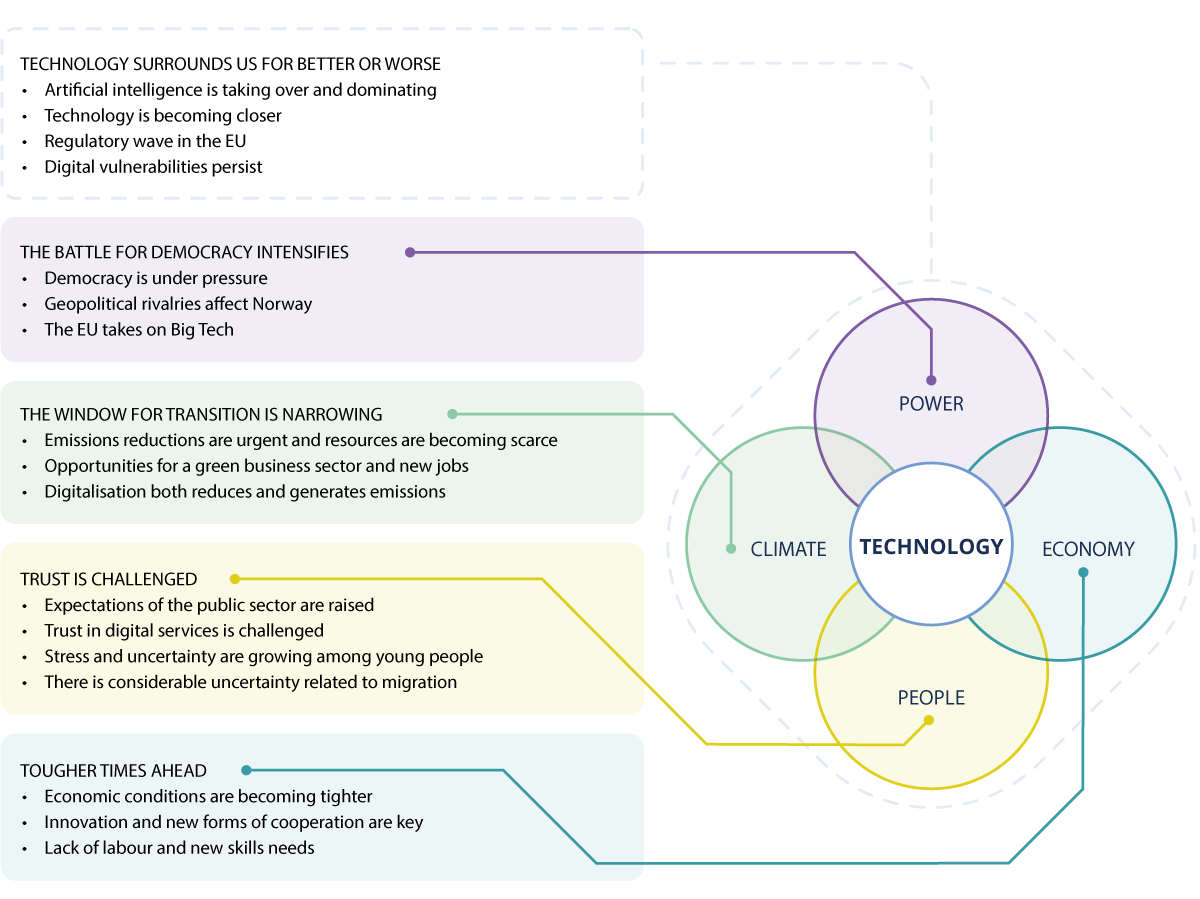 TECHNOLOGY SURROUNDS US FOR BETTER OR WORSE
• Artificial intelligence is taking over and dominating
• Technology is becoming closer
• Regulatory wave in the EU
• Digital vulnerabilities persist
THE BATTLE FOR DEMOCRACY INTENSIFIES
• Democracy is under pressure
• Geopolitical rivalries affect Norway
• The EU takes on Big Tech
THE WINDOW FOR TRANSITION IS NARROWING
• Emissions reductions are urgent and resources are becoming scarce
• Opportunities for a green business sector and new jobs
• Digitalisation both reduces and generates emissions
TRUST IS CHALLENGED
• Expectations of the public sector are raised
• Trust in digital services is challenged
• Stress and uncertainty are growing among young people
• There is considerable uncertainty related to migration
TOUGHER TIMES AHEAD
• Economic conditions are becoming tighter
• Innovation and new forms of cooperation are key
• Lack of labour and new skills needs
POWER
CLIMATE
TECHNOLOGY
ECONOMY
PEOPLE